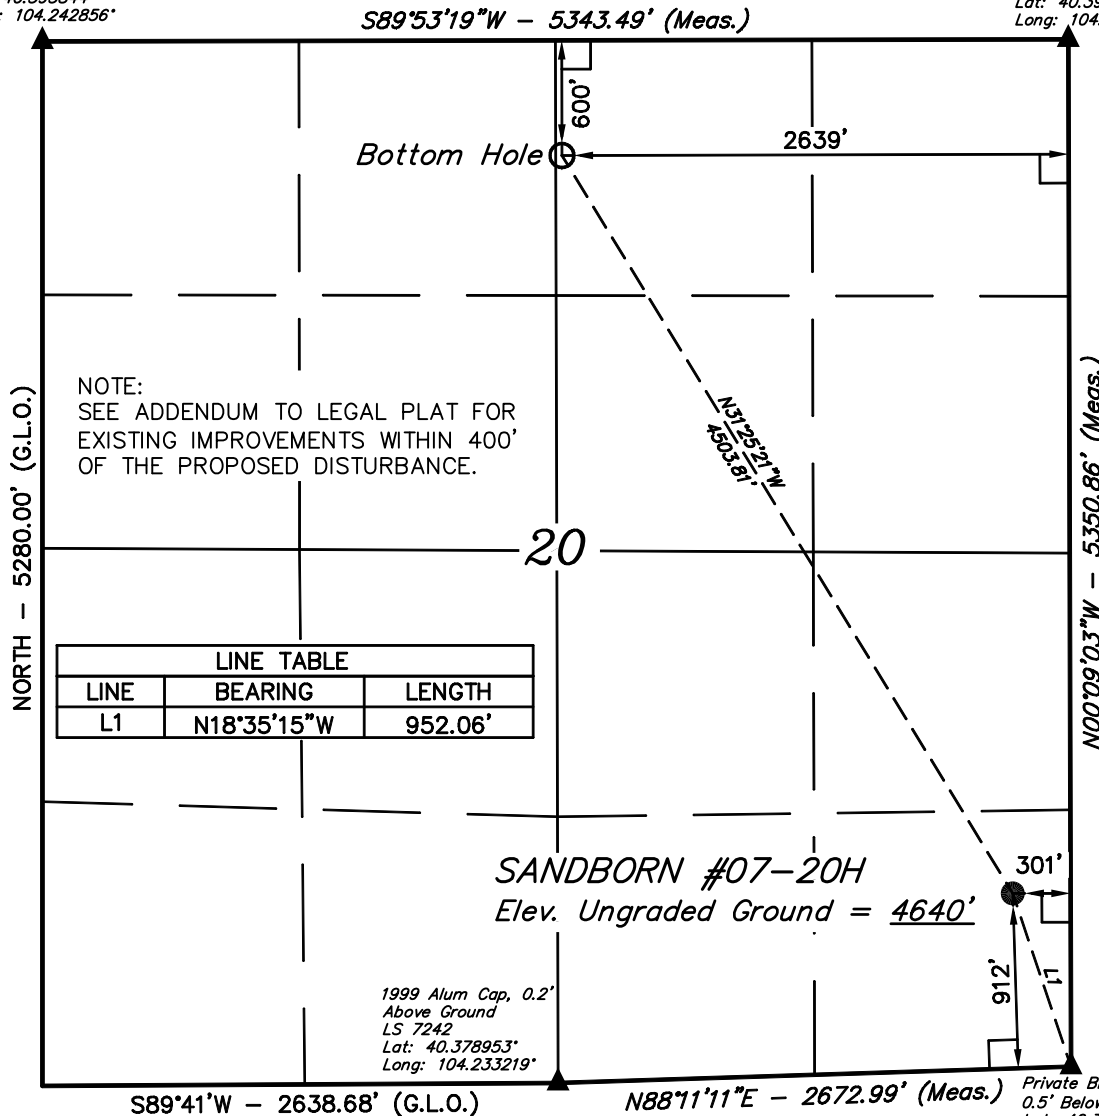 104.242856°
S89°53'19"W - 5343.49' (Meas.)
Lat: 40.39
Long: 104.
600'
2639'
Bottom Hole
NOTE:
SEE ADDENDUM TO LEGAL PLAT FOR
EXISTING IMPROVEMENTS WITHIN 400'
OF THE PROPOSED DISTURBANCE.
N31°25'21"W
4503.81'
NORTH - 5280.00' (G.L.O.)
N00°09'03"W - 5350.86' (Meas.)
20
LINE TABLE
LINE BEARING LENGTH
L1 N18°35'15"W 952.06'
SANDBORN #07-20H
Elev. Ungraded Ground = 4640'
301'
912'
L1
1999 Alum Cap, 0.2'
Above Ground
LS 7242
Lat: 40.378953°
Long: 104.233219°
S89°41'W - 2638.68' (G.L.O.)
N88°11'11"E - 2672.99' (Meas.)
Private
0.5' Below